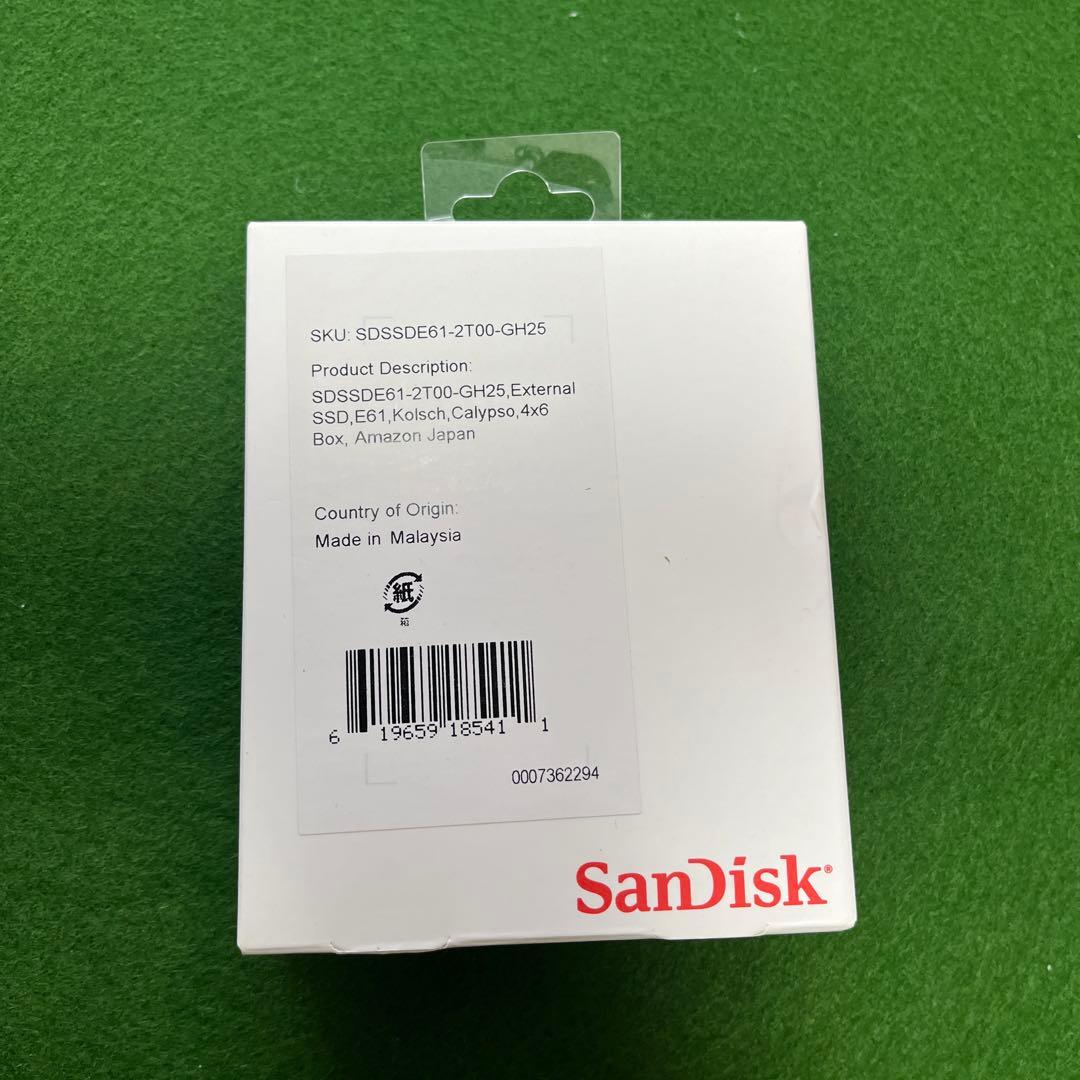 SKU: SDSSDE61-2T00-GH25
Product Description:
SDSSDE61-2T00-GH25,External
SSD,E61,Kolsch,Calypso,4x6
Box, Amazon Japan
Country of Origin:
Made in Malaysia
紙
箱
6 19659 18541 1
0007362294
SanDisk®